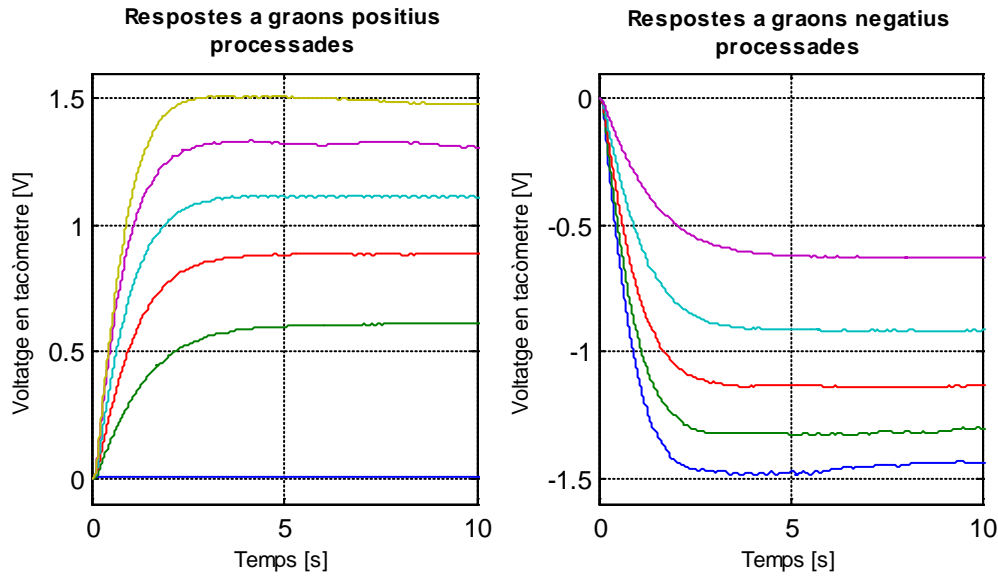 Respostes a graons positius
processades
Voltatge en tacòmetre [V]
1.5
1
0.5
0
0
5
10
Temps [s]
Respostes a graons negatius
processades
Voltatge en tacòmetre [V]
0
-0.5
-1
-1.5
0
5
10
Temps [s]